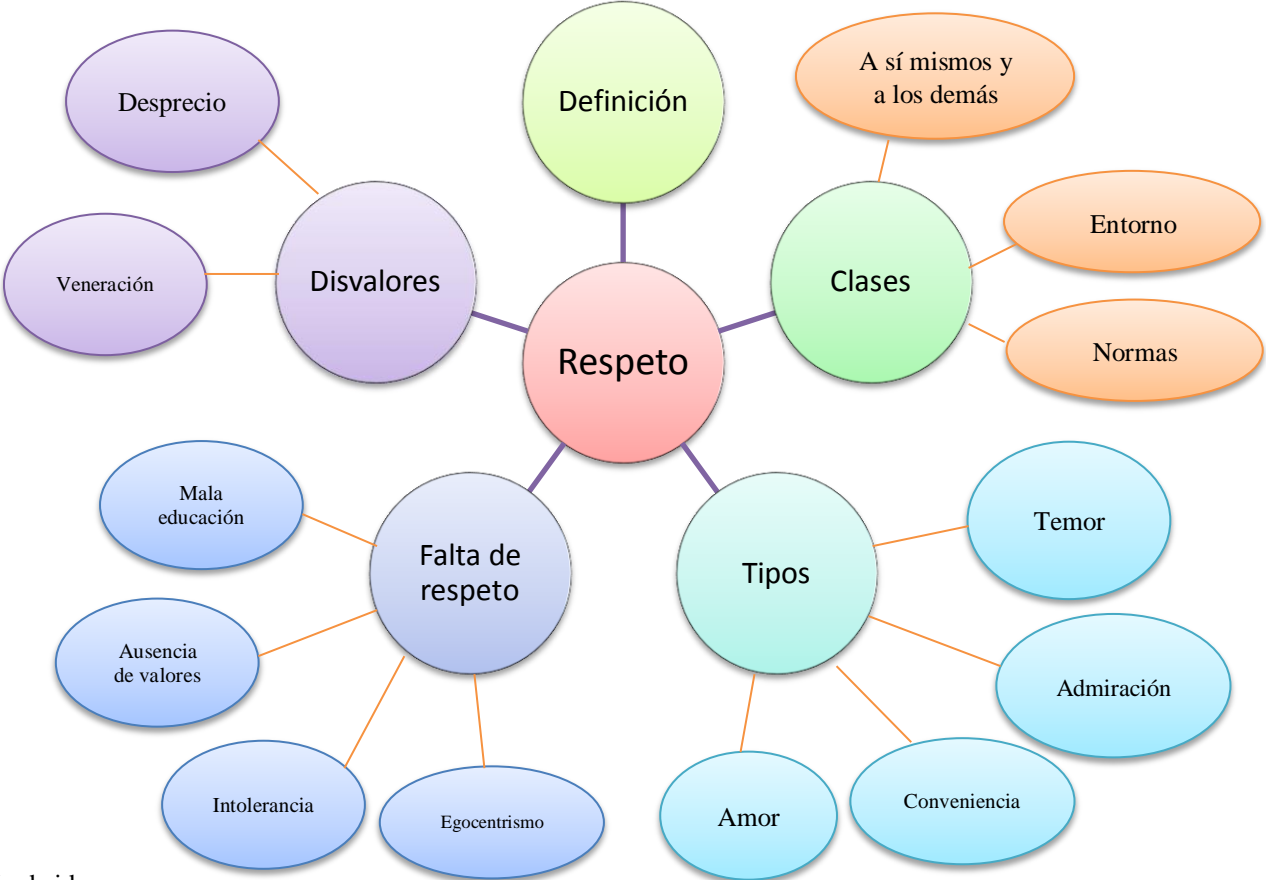 Definición
A sí mismos y
a los demás
Desprecio
Entorno
Disvalores
Clases
Veneración
Normas
Respeto
Mala
educación
Temor
Falta de
respeto
Tipos
Ausencia
de valores
Admiración
Intolerancia
Conveniencia
Amor
Egocentrismo